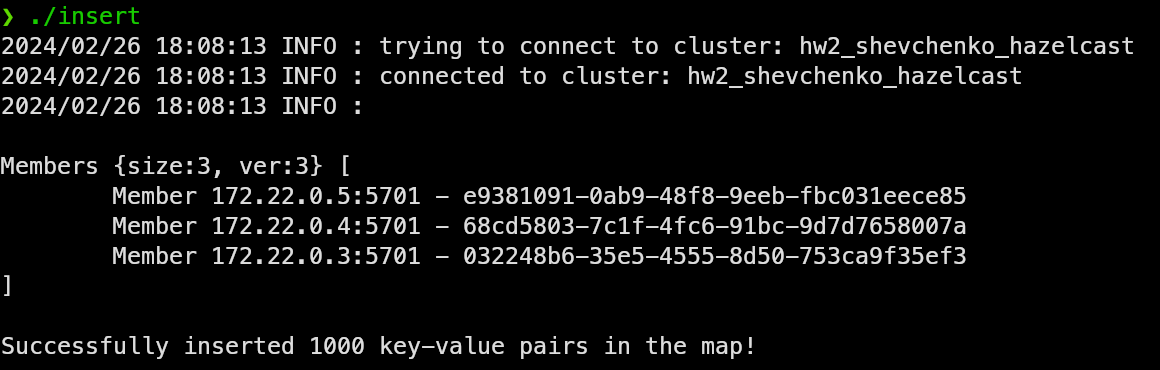 ❯ ./insert
2024/02/26 18:08:13 INFO : trying to connect to cluster: hw2_shevchenko_hazelcast
2024/02/26 18:08:13 INFO : connected to cluster: hw2_shevchenko_hazelcast
2024/02/26 18:08:13 INFO :
Members {size:3, ver:3} [
Member 172.22.0.5:5701 - e9381091-0ab9-48f8-9eeb-fbc031eece85
Member 172.22.0.4:5701 - 68cd5803-7c1f-4fc6-91bc-9d7d7658007a
Member 172.22.0.3:5701 - 032248b6-35e5-4555-8d50-753ca9f35ef3
]
Successfully inserted 1000 key-value pairs in the map!